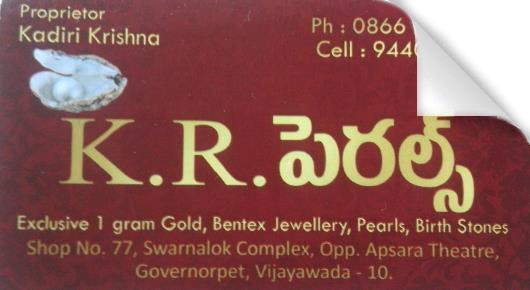 Proprietor
Kadiri Krishna
Ph : 0866
Cell : 944
K.R.పెరల్స్
Exclusive 1 gram Gold, Bentex Jewellery, Pearls, Birth Stones
Shop No. 77, Swarnalok Complex, Opp. Apsara Theatre,
Governorpet, Vijayawada - 10.